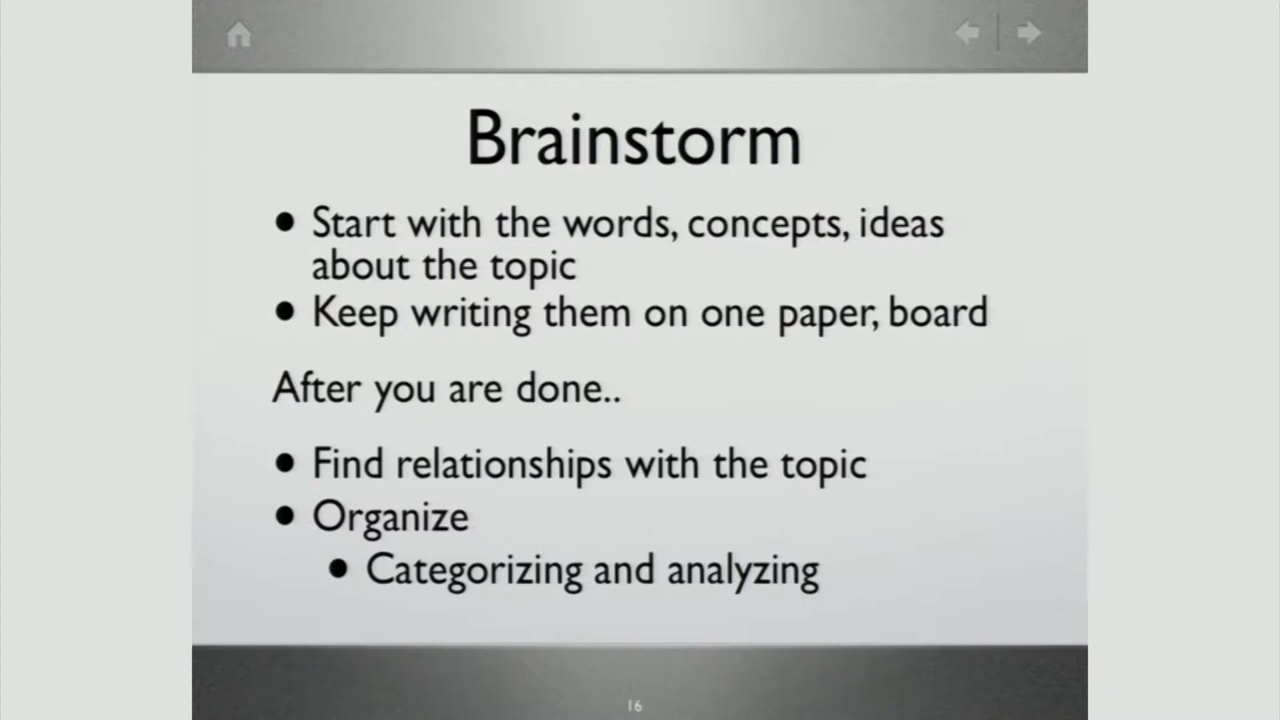 Brainstorm
• Start with the words, concepts, ideas
about the topic
• Keep writing them on one paper, board
After you are done..
• Find relationships with the topic
• Organize
• Categorizing and analyzing
16